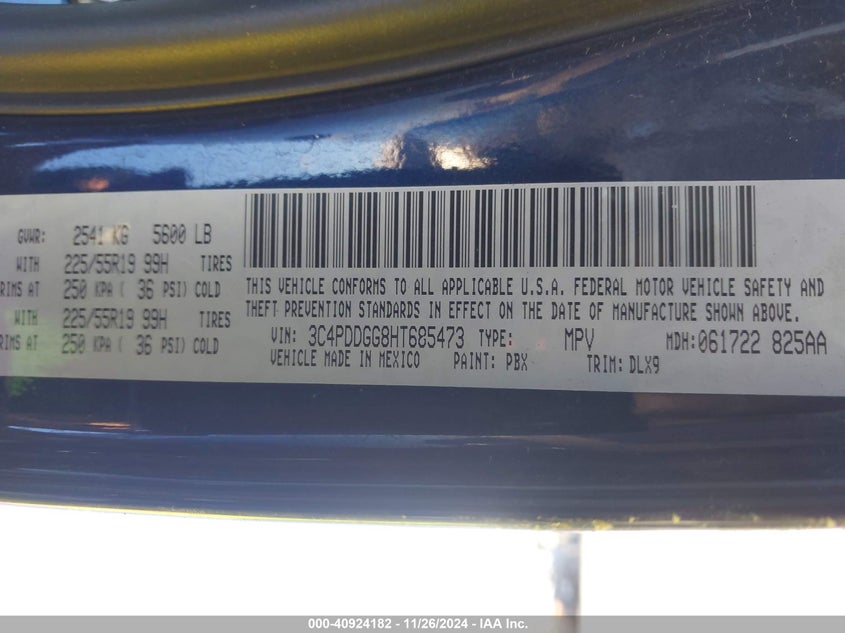 GVWR: 2541 KG 5600 LB
WITH 225/55R19 99H TIRES
RIMS AT 250 KPA ( 36 PSI) COLD
WITH 225/55R19 99H TIRES
RIMS AT 250 KPA ( 36 PSI) COLD
THIS VEHICLE CONFORMS TO ALL APPLICABLE U.S.A. FEDERAL MOTOR VEHICLE SAFETY AND
THEFT PREVENTION STANDARDS IN EFFECT ON THE DATE OF MANUFACTURE SHOWN ABOVE.
VIN: 3C4PDDGG8HT685473 TYPE: MPV MDH:061722 825AA
VEHICLE MADE IN MEXICO PAINT: PBX TRIM: DLX9
000-40924182 - 11/26/2024 - IAA Inc.